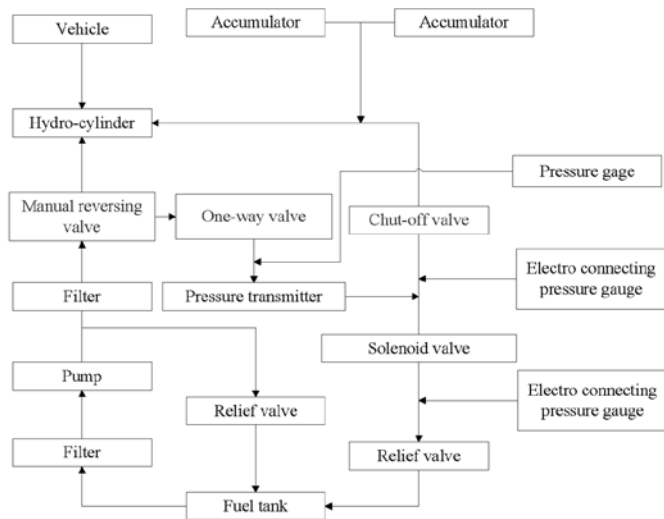 Vehicle
Accumulator
Accumulator
Hydro-cylinder
Pressure gage
Manual reversing
valve
One-way valve
Chut-off valve
Electro connecting
pressure gauge
Filter
Pressure transmitter
Solenoid valve
Pump
Relief valve
Electro connecting
pressure gauge
Filter
Relief valve
Fuel tank